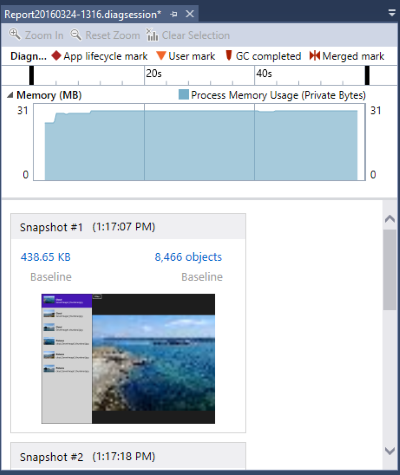 Report20160324-1316.diagsession*
Zoom In Reset Zoom Clear Selection
Diagn... App lifecycle mark User mark GC completed Merged mark
20s 40s
Memory (MB) Process Memory Usage (Private Bytes)
31 31
0 0
Snapshot #1 (1:17:07 PM)
438.65 KB 8,466 objects
Baseline Baseline
Snapshot #2 (1:17:18 PM)